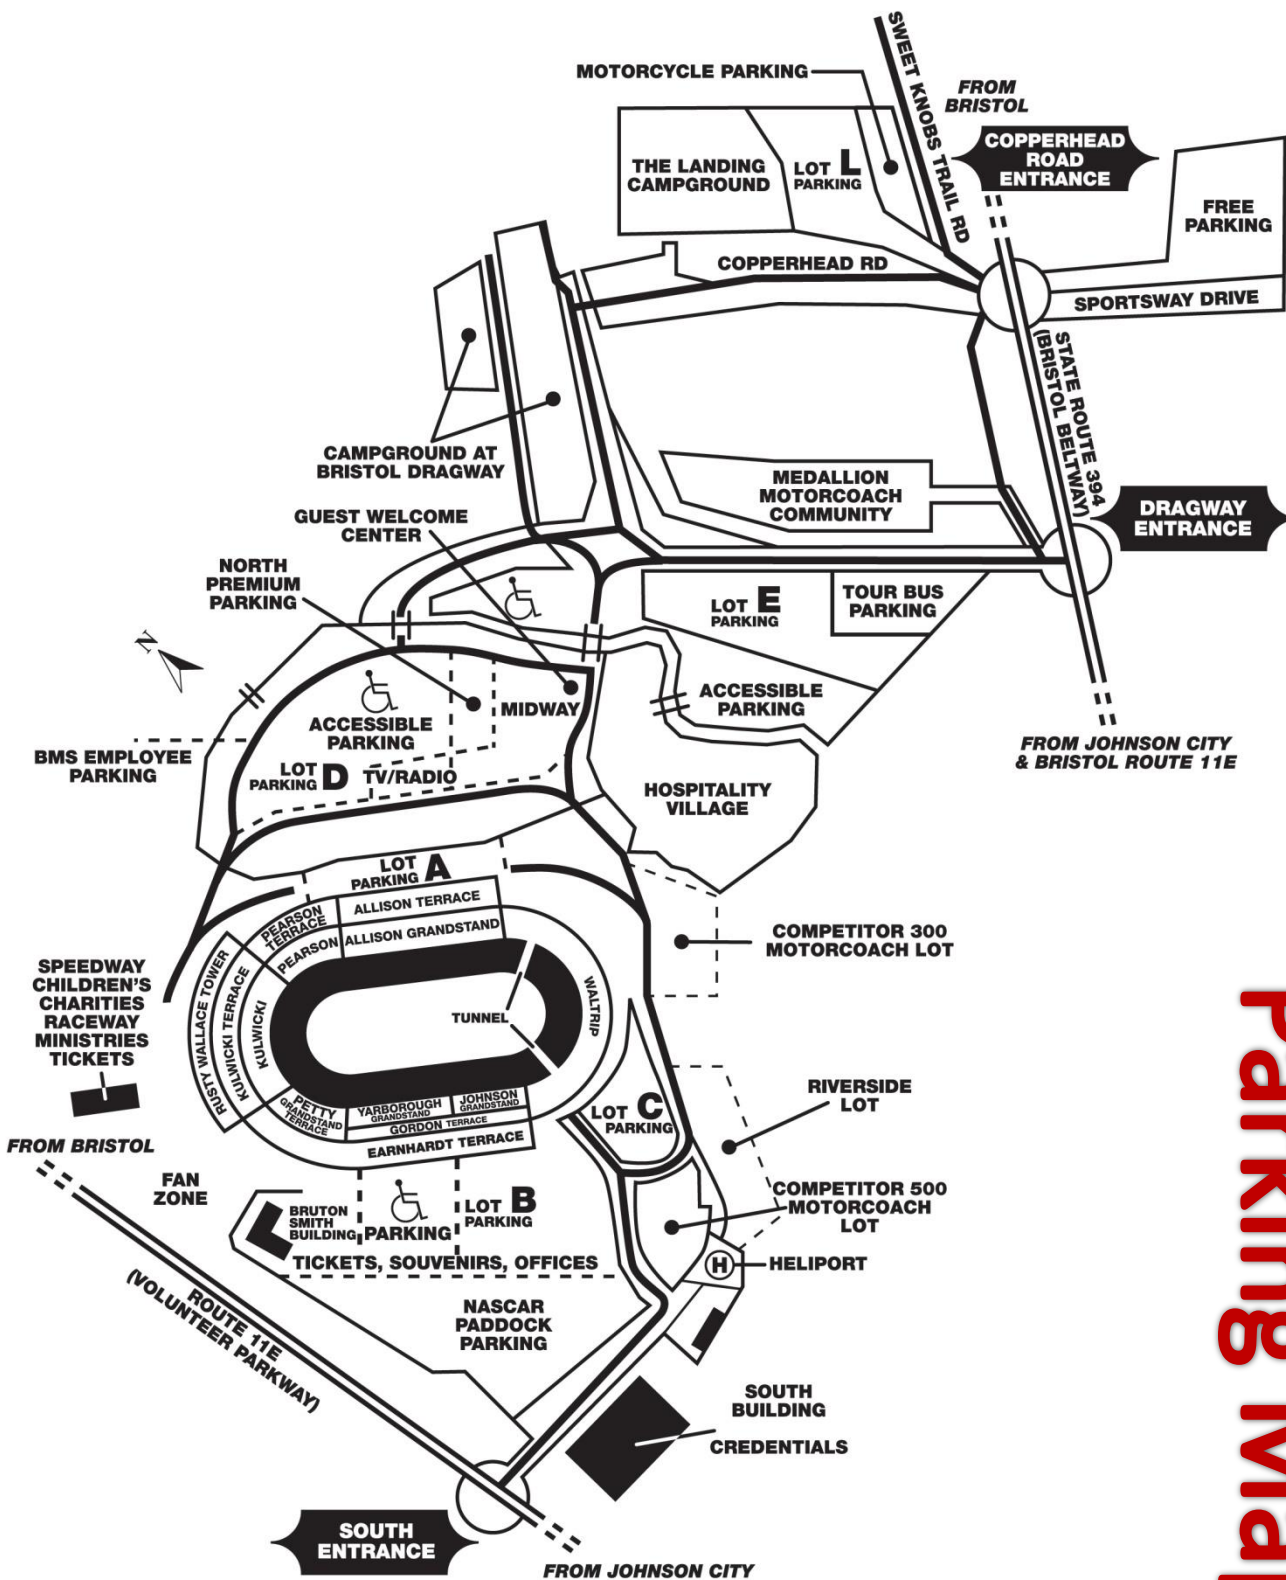 SWEET KNOBS TRAIL RD
MOTORCYCLE PARKING
FROM
BRISTOL
COPPERHEAD
ROAD
ENTRANCE
THE LANDING
CAMPGROUND
LOT L
PARKING
FREE
PARKING
COPPERHEAD RD
SPORTSWAY DRIVE
STATE ROUTE 394
(BRISTOL BELTWAY)
CAMPGROUND AT
BRISTOL DRAGWAY
MEDALLION
MOTORCOACH
COMMUNITY
DRAGWAY
ENTRANCE
GUEST WELCOME
CENTER
NORTH
PREMIUM
PARKING
LOT E
PARKING
TOUR BUS
PARKING
N
ACCESSIBLE
PARKING
MIDWAY
ACCESSIBLE
PARKING
BMS EMPLOYEE
PARKING
LOT D
PARKING
TV/RADIO
FROM JOHNSON CITY
& BRISTOL ROUTE 11E
HOSPITALITY
VILLAGE
LOT A
PARKING
PEARSON
TERRACE
ALLISON TERRACE
PEARSON
ALLISON GRANDSTAND
COMPETITOR 300
MOTORCOACH LOT
SPEEDWAY
CHILDREN'S
CHARITIES
RACEWAY
MINISTRIES
TICKETS
RUSTY WALLACE TOWER
KULWICKI TERRACE
KULWICKI
TUNNEL
WALTRIP
PETTY
GRANDSTAND
TERRACE
YARBOROUGH
GRANDSTAND
JOHNSON
GRANDSTAND
GORDON TERRACE
EARNHARDT TERRACE
LOT C
PARKING
RIVERSIDE
LOT
FROM BRISTOL
FAN
ZONE
BRUTON
SMITH
BUILDING
PARKING
LOT B
PARKING
COMPETITOR 500
MOTORCOACH
LOT
TICKETS, SOUVENIRS, OFFICES
H
HELIPORT
ROUTE 11E
(VOLUNTEER PARKWAY)
NASCAR
PADDOCK
PARKING
SOUTH
BUILDING
CREDENTIALS
SOUTH
ENTRANCE
FROM JOHNSON CITY
Parking Map